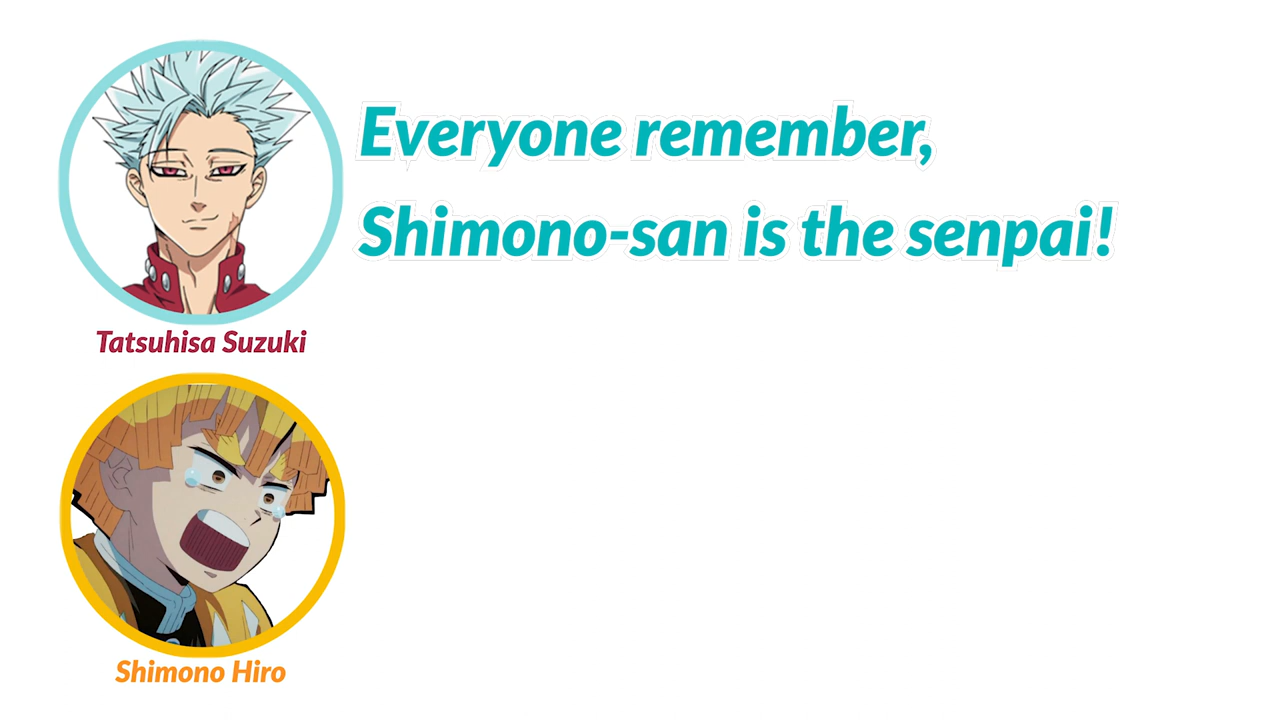 Everyone remember,
Shimono-san is the senpai!
Tatsuhisa Suzuki
Shimono Hiro